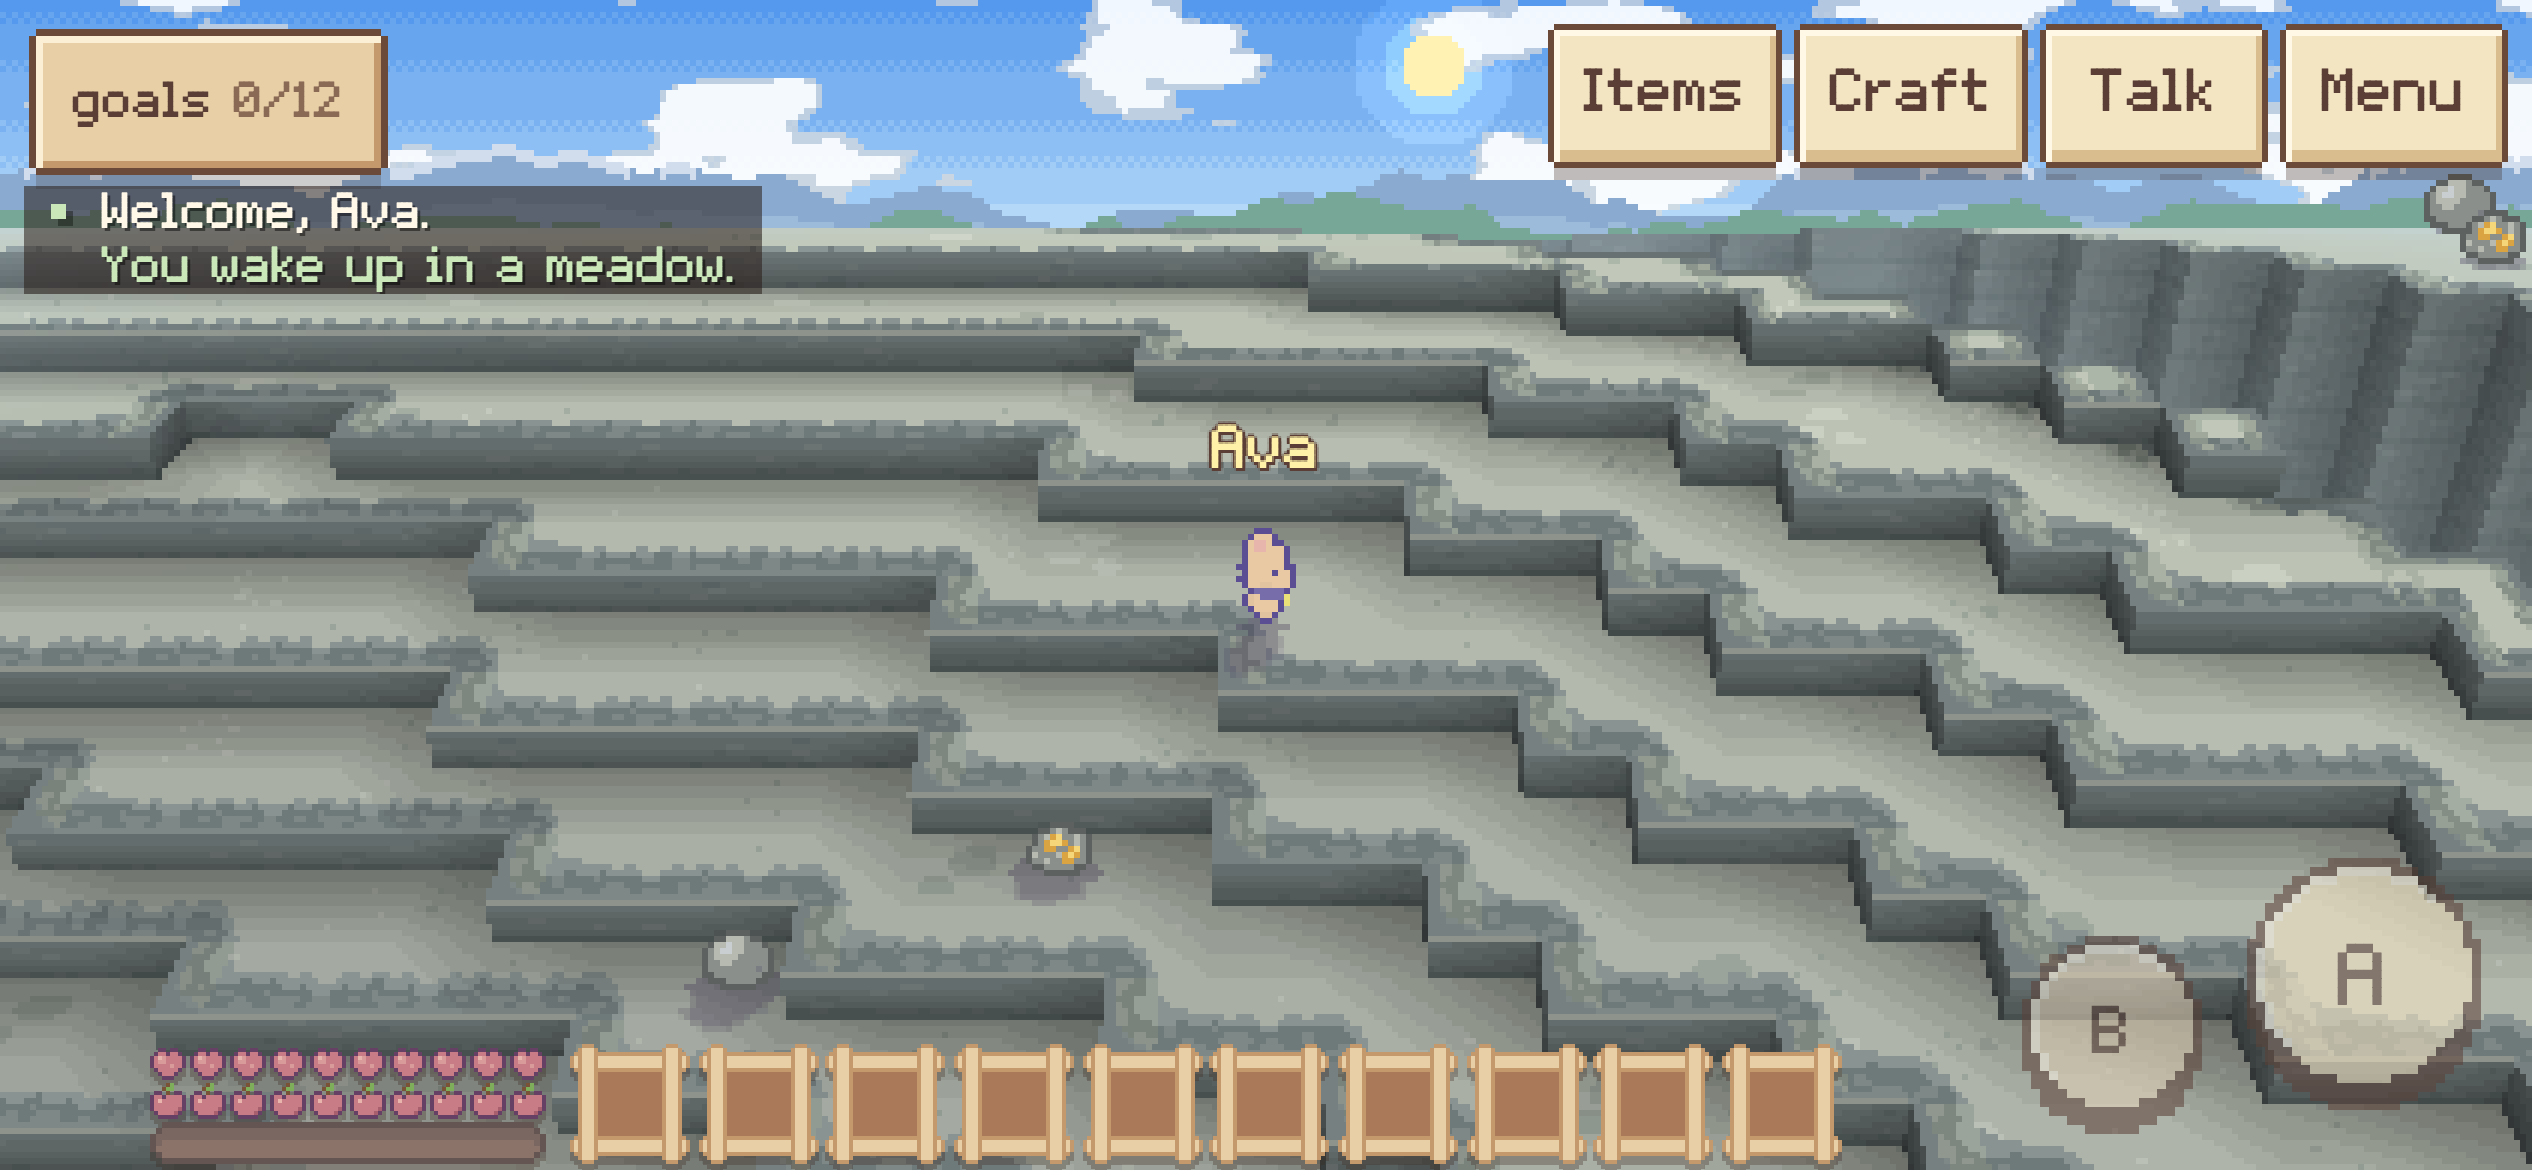 goals 0/12
Items
Craft
Talk
Menu
Welcome, Ava.
You wake up in a meadow.
Ava
A
B